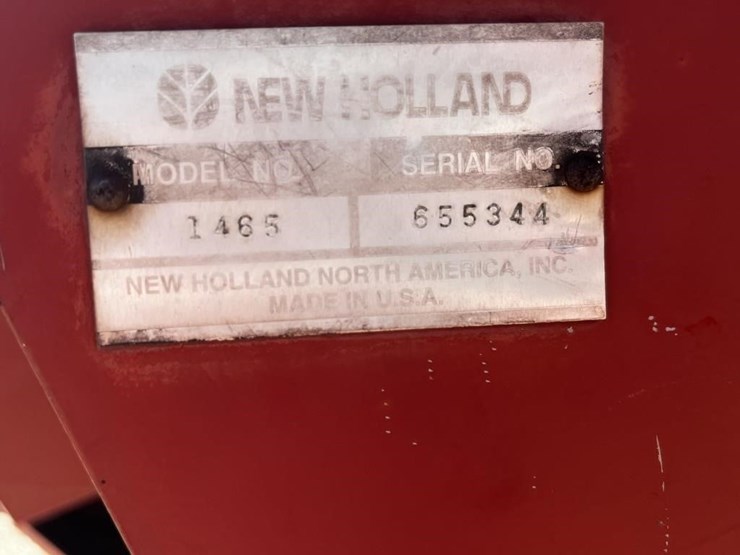 NEW HOLLAND
MODEL NO. SERIAL NO.
1465 655344
NEW HOLLAND NORTH AMERICA, INC.
MADE IN U.S.A.